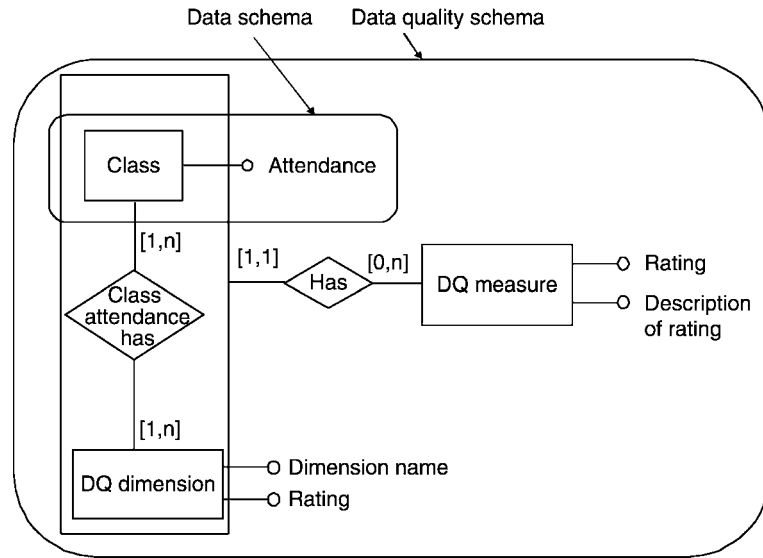 Data schema
Data quality schema
Class
Attendance
[1,n]
[1,1]
[0,n]
Class
attendance
has
Has
DQ measure
Rating
Description
of rating
[1,n]
DQ dimension
Dimension name
Rating